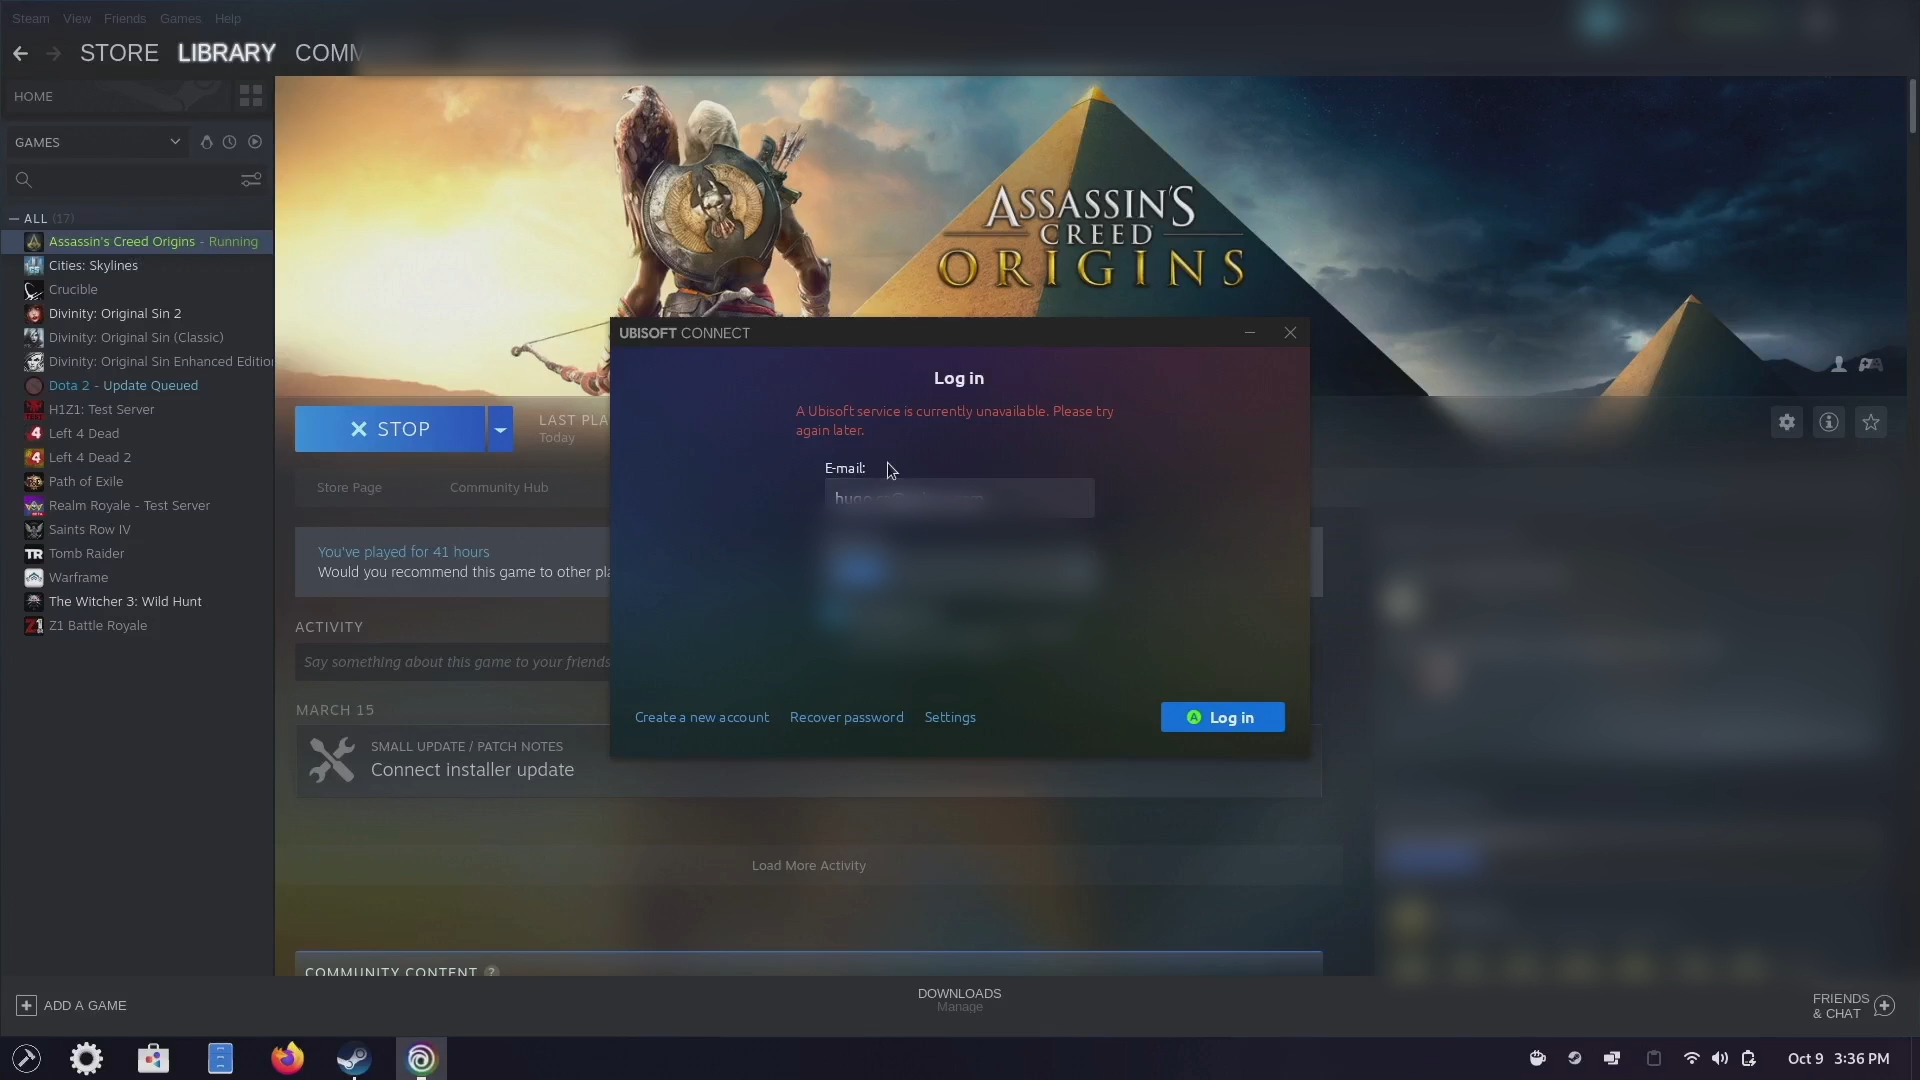 Steam View Friends Games Help
STORE LIBRARY COMM
HOME
GAMES
ALL (17)
Assassin's Creed Origins - Running
Cities: Skylines
Crucible
Divinity: Original Sin 2
Divinity: Original Sin (Classic)
Divinity: Original Sin Enhanced Edition
Dota 2 - Update Queued
H1Z1: Test Server
Left 4 Dead
Left 4 Dead 2
Path of Exile
Realm Royale - Test Server
Saints Row IV
Tomb Raider
Warframe
The Witcher 3: Wild Hunt
Z1 Battle Royale
ASSASSIN'S
CREED
ORIGINS
STOP
LAST PLA
Today
Store Page
Community Hub
You've played for 41 hours
Would you recommend this game to other pla
ACTIVITY
Say something about this game to your friends
MARCH 15
SMALL UPDATE / PATCH NOTES
Connect installer update
Load More Activity
COMMUNITY CONTENT ?
UBISOFT CONNECT
Log in
A Ubisoft service is currently unavailable. Please try
again later.
E-mail:
Create a new account
Recover password
Settings
A Log in
ADD A GAME
DOWNLOADS
Manage
FRIENDS
& CHAT
Oct 9 3:36 PM